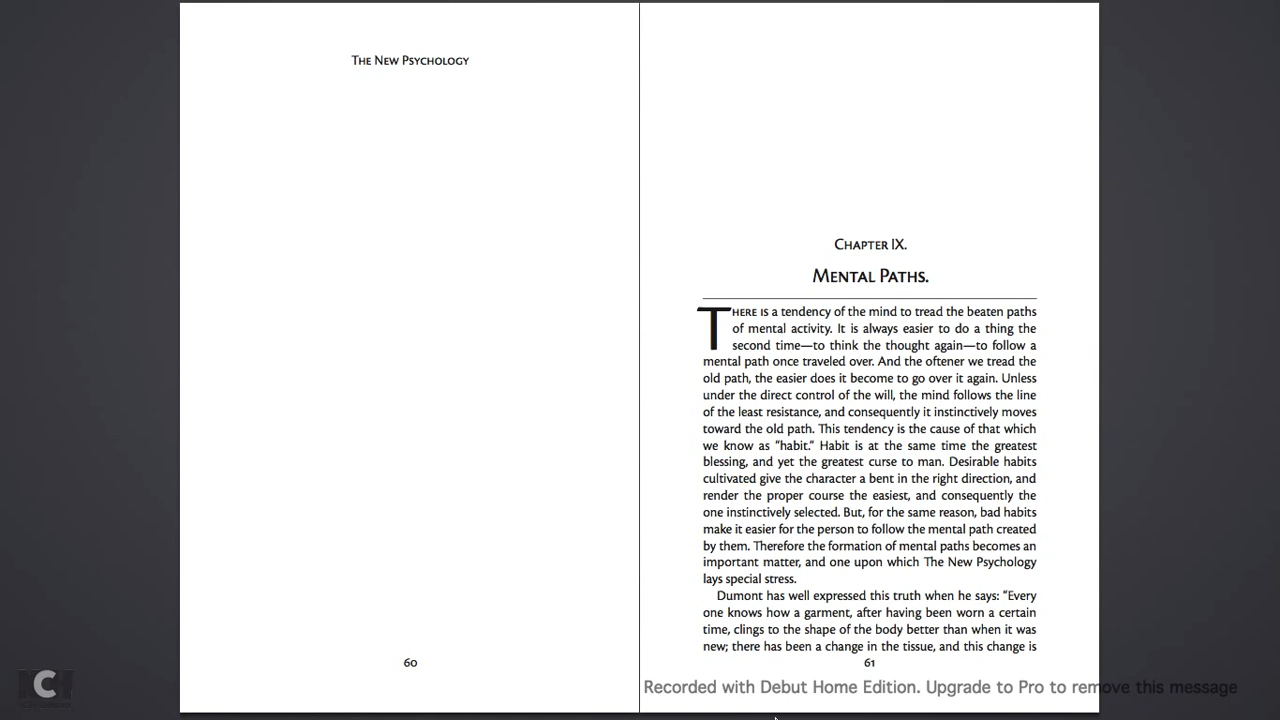 The New Psychology
60
Chapter IX.
Mental Paths.
There is a tendency of the mind to tread the beaten paths
of mental activity. It is always easier to do a thing the
second time—to think the thought again—to follow a
mental path once traveled over. And the oftener we tread the
old path, the easier does it become to go over it again. Unless
under the direct control of the will, the mind follows the line
of the least resistance, and consequently it instinctively moves
toward the old path. This tendency is the cause of that which
we know as “habit.” Habit is at the same time the greatest
blessing, and yet the greatest curse to man. Desirable habits
cultivated give the character a bent in the right direction, and
render the proper course the easiest, and consequently the
one instinctively selected. But, for the same reason, bad habits
make it easier for the person to follow the mental path created
by them. Therefore the formation of mental paths becomes an
important matter, and one upon which The New Psychology
lays special stress.
Dumont has well expressed this truth when he says: “Every
one knows how a garment, after having been worn a certain
time, clings to the shape of the body better than when it was
new; there has been a change in the tissue, and this change is
61
Recorded with Debut Home Edition. Upgrade to Pro to remove this message